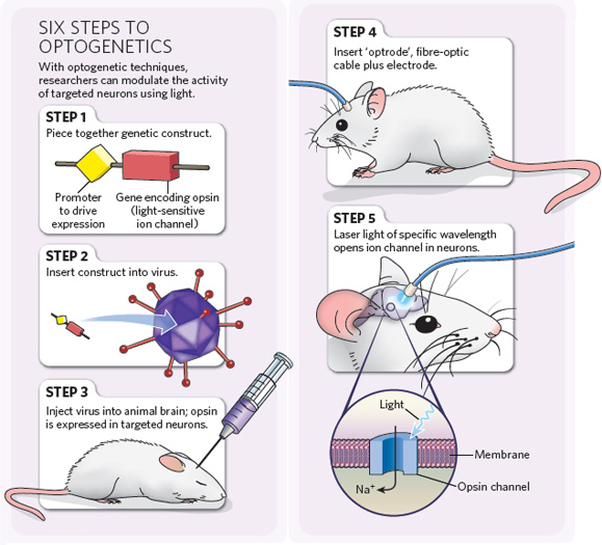 SIX STEPS TO
OPTOGENETICS
With optogenetic techniques,
researchers can modulate the activity
of targeted neurons using light.
STEP 1
Piece together genetic construct.
Promoter
to drive
expression
Gene encoding opsin
(light-sensitive
ion channel)
STEP 2
Insert construct into virus.
STEP 3
Inject virus into animal brain; opsin
is expressed in targeted neurons.
STEP 4
Insert ‘optrode’, fibre-optic
cable plus electrode.
STEP 5
Laser light of specific wavelength
opens ion channel in neurons.
Light
Membrane
Na⁺
Opsin channel